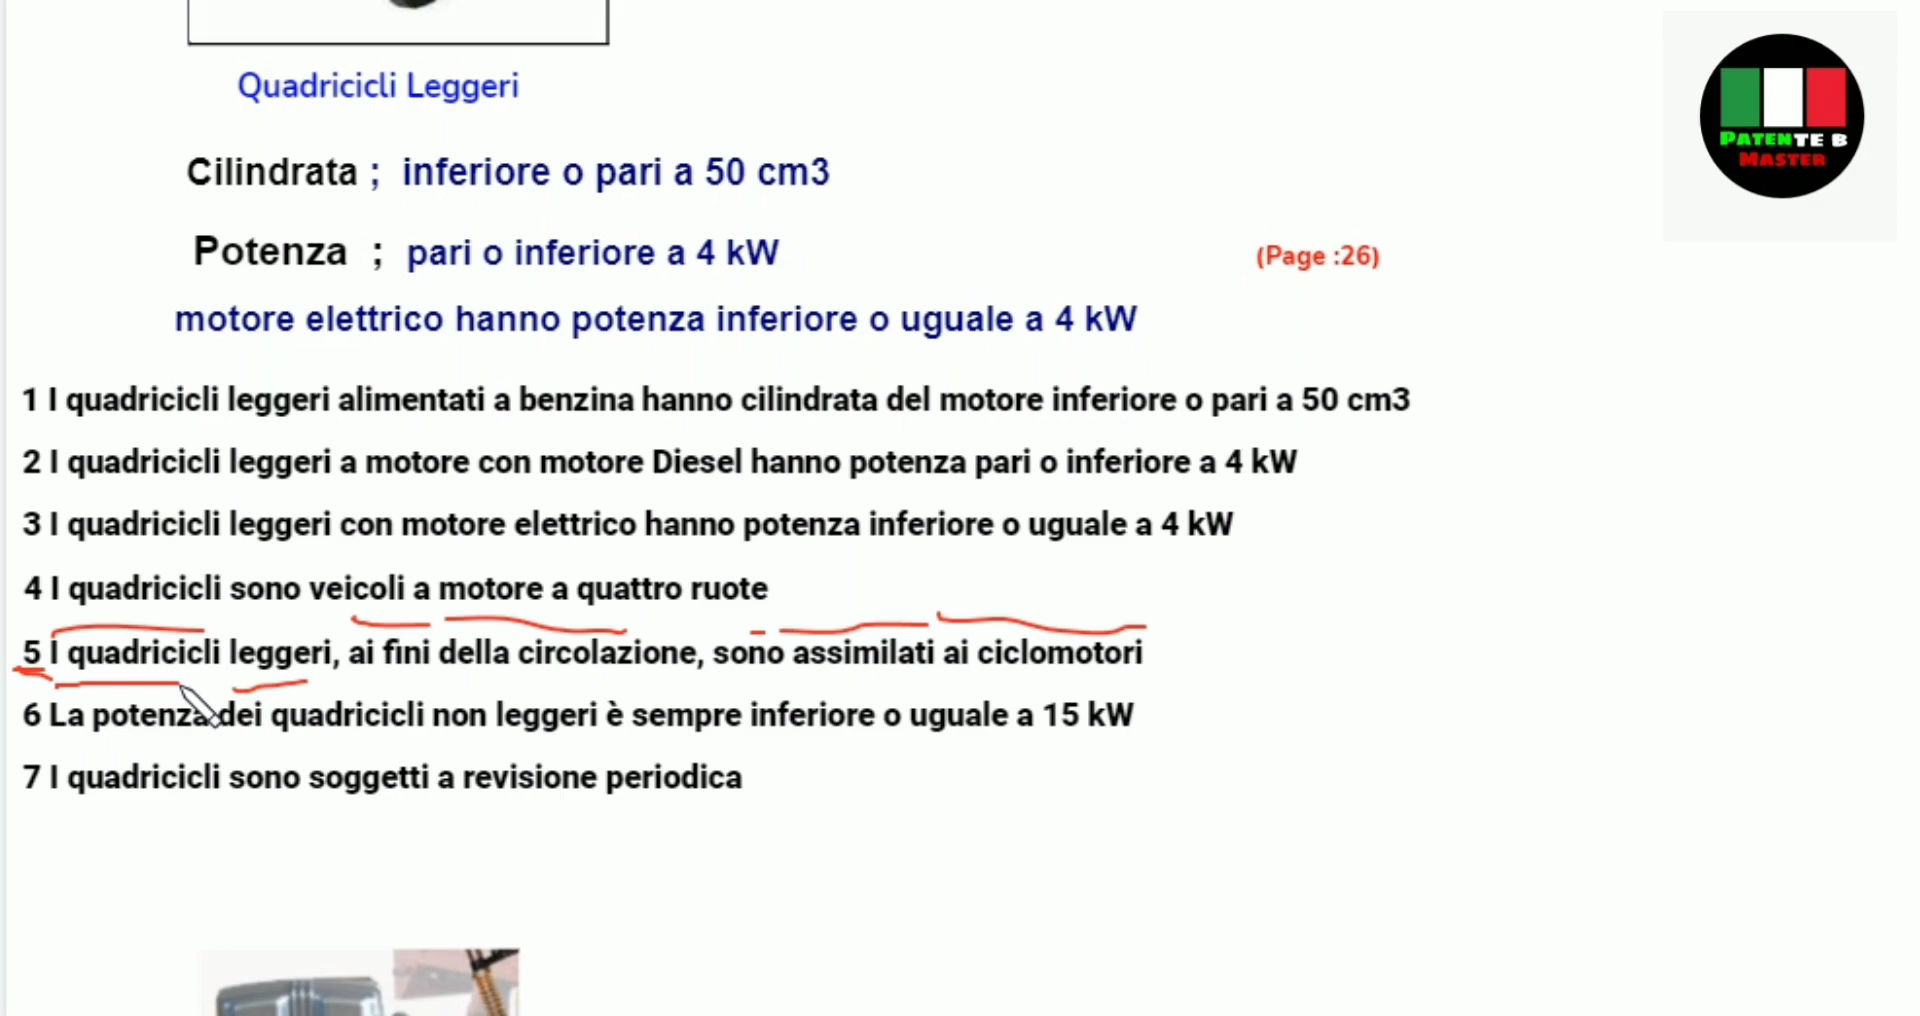 Quadricicli Leggeri
PATENTE B
MASTER
Cilindrata ; inferiore o pari a 50 cm3
Potenza ; pari o inferiore a 4 kW
(Page :26)
motore elettrico hanno potenza inferiore o uguale a 4 kW
1 I quadricicli leggeri alimentati a benzina hanno cilindrata del motore inferiore o pari a 50 cm3
2 I quadricicli leggeri a motore con motore Diesel hanno potenza pari o inferiore a 4 kW
3 I quadricicli leggeri con motore elettrico hanno potenza inferiore o uguale a 4 kW
4 I quadricicli sono veicoli a motore a quattro ruote
5 I quadricicli leggeri, ai fini della circolazione, sono assimilati ai ciclomotori
6 La potenza dei quadricicli non leggeri è sempre inferiore o uguale a 15 kW
7 I quadricicli sono soggetti a revisione periodica